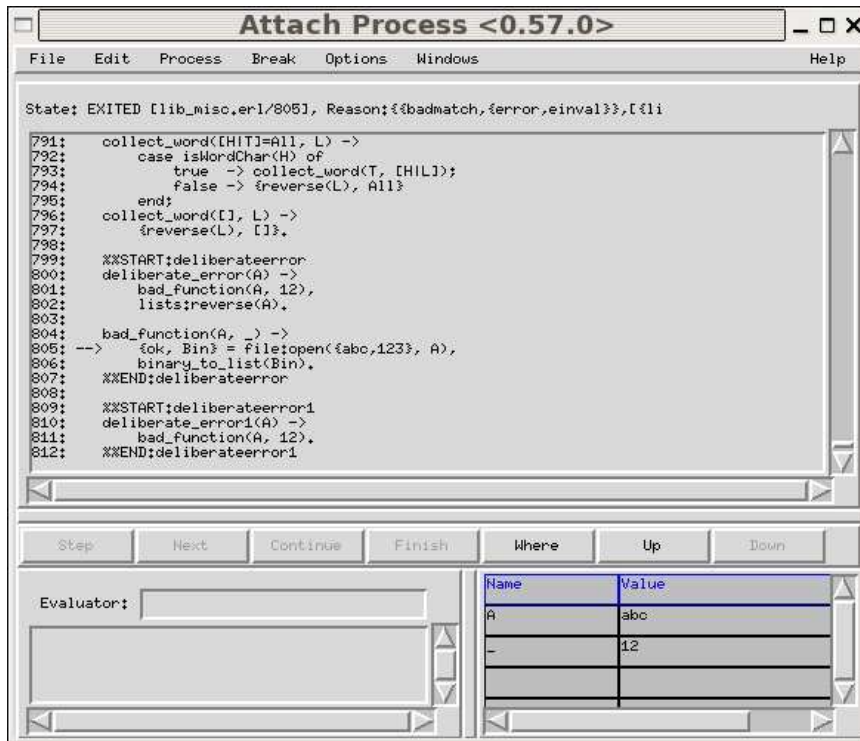 Attach Process <0.57.0>
File Edit Process Break Options Windows Help
State: EXITED [lib_misc.erl/805], Reason:{{badmatch,{error,einval}},[{li
791: collect_word([H|T]=All, L) ->
792: case isWordChar(H) of
793: true -> collect_word(T, [H|L]);
794: false -> {reverse(L), All}
795: end;
796: collect_word([], L) ->
797: {reverse(L), []}.
798:
799: %%START:deliberateerror
800: deliberate_error(A) ->
801: bad_function(A, 12),
802: lists:reverse(A).
803:
804: bad_function(A, _) ->
805: --> {ok, Bin} = file:open({abc,123}, A),
806: binary_to_list(Bin).
807: %%END:deliberateerror
808:
809: %%START:deliberateerror1
810: deliberate_error1(A) ->
811: bad_function(A, 12).
812: %%END:deliberateerror1
Step Next Continue Finish Where Up Down
Evaluator:
Name Value
A abc
_ 12